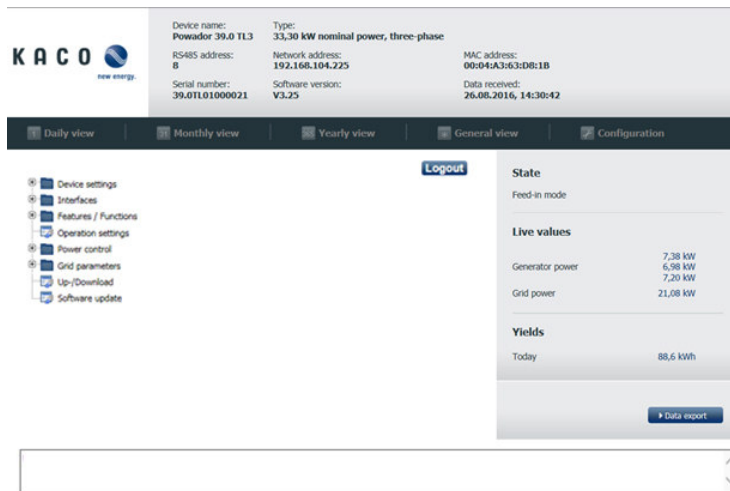 KACO
new energy.
Device name:
Powador 39.0 TL3
Type:
33,30 kW nominal power, three-phase
RS485 address:
8
Network address:
192.168.104.225
MAC address:
00:04:A3:63:D8:1B
Serial number:
39.0TL01000021
Software version:
V3.25
Data received:
26.08.2016, 14:30:42
Daily view
Monthly view
Yearly view
General view
Configuration
Logout
Device settings
Interfaces
Features / Functions
Operation settings
Power control
Grid parameters
Up-/Download
Software update
State
Feed-in mode
Live values
Generator power
7,38 kW
6,98 kW
7,20 kW
Grid power 21,08 kW
Yields
Today 88,6 kWh
Data export